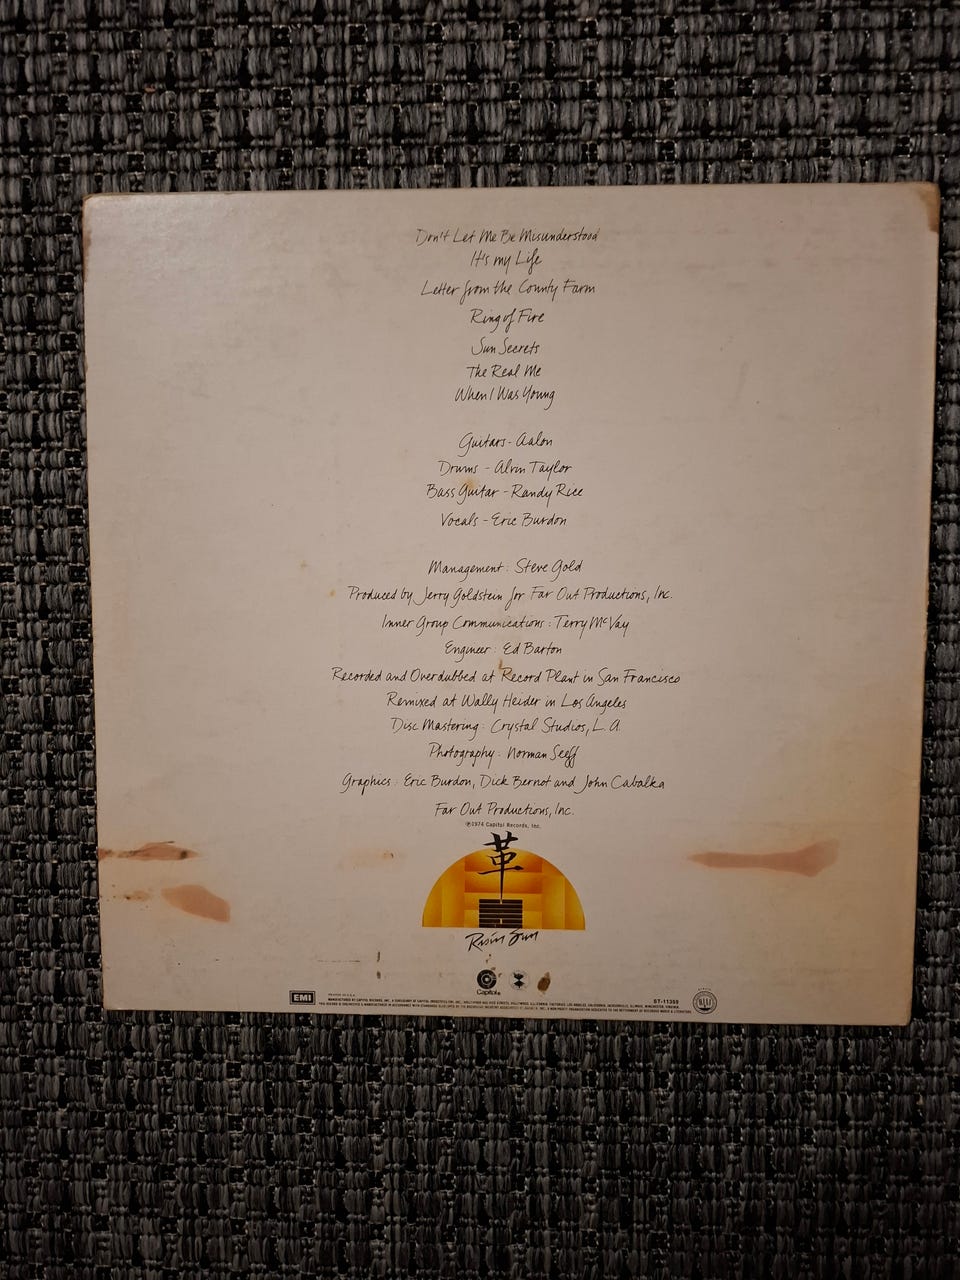 Don't Let Me Be Misunderstood
It's my Life
Letter from the County Farm
Ring of Fire
Sun Secrets
The Real Me
When I Was Young
Guitars - Aalon
Drums - Alvin Taylor
Bass Guitar - Randy Rice
Vocals - Eric Burdon
Management: Steve Gold
Produced by Jerry Goldstein for Far Out Productions, Inc.
Inner Group Communications: Terry McVay
Engineer: Ed Barton
Recorded and Overdubbed at Record Plant in San Francisco
Remixed at Wally Heider in Los Angeles
Disc Mastering: Crystal Studios, L.A.
Photography: Norman Seeff
Graphics: Eric Burdon, Dick Bernot and John Cabalka
Far Out Productions, Inc.
℗1974 Capitol Records, Inc.
革
Risin Sun
Capitol
EMI
ST-11359